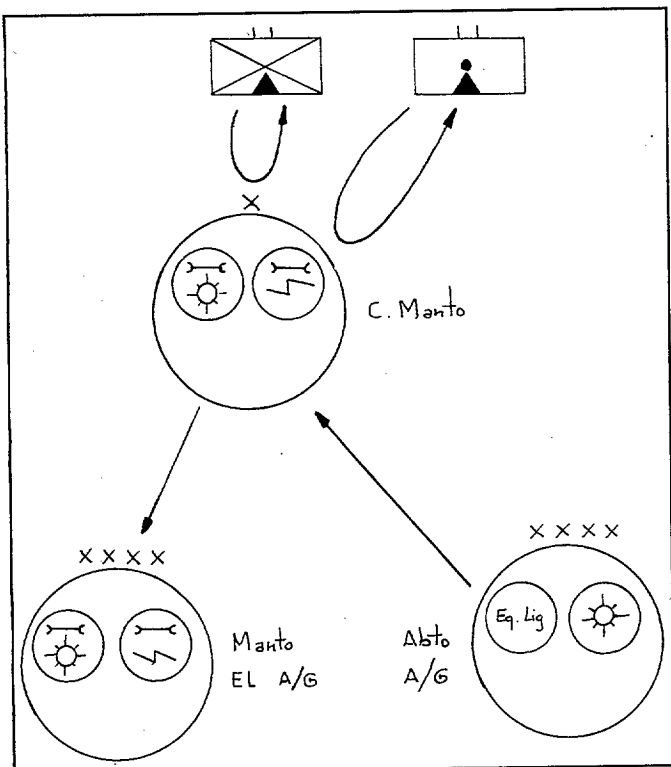 X
C. Manto
X X X X
X X X X
Eq. Lig
Manto
EL A/G
Abto
A/G